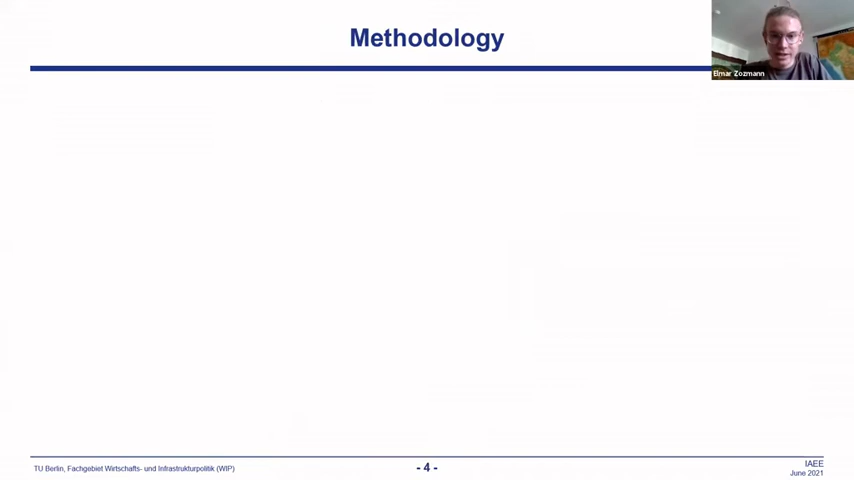 Methodology
Elmar Zozmann
TU Berlin, Fachgebiet Wirtschafts- und Infrastrukturpolitik (WIP)
- 4 -
IAEE
June 2021